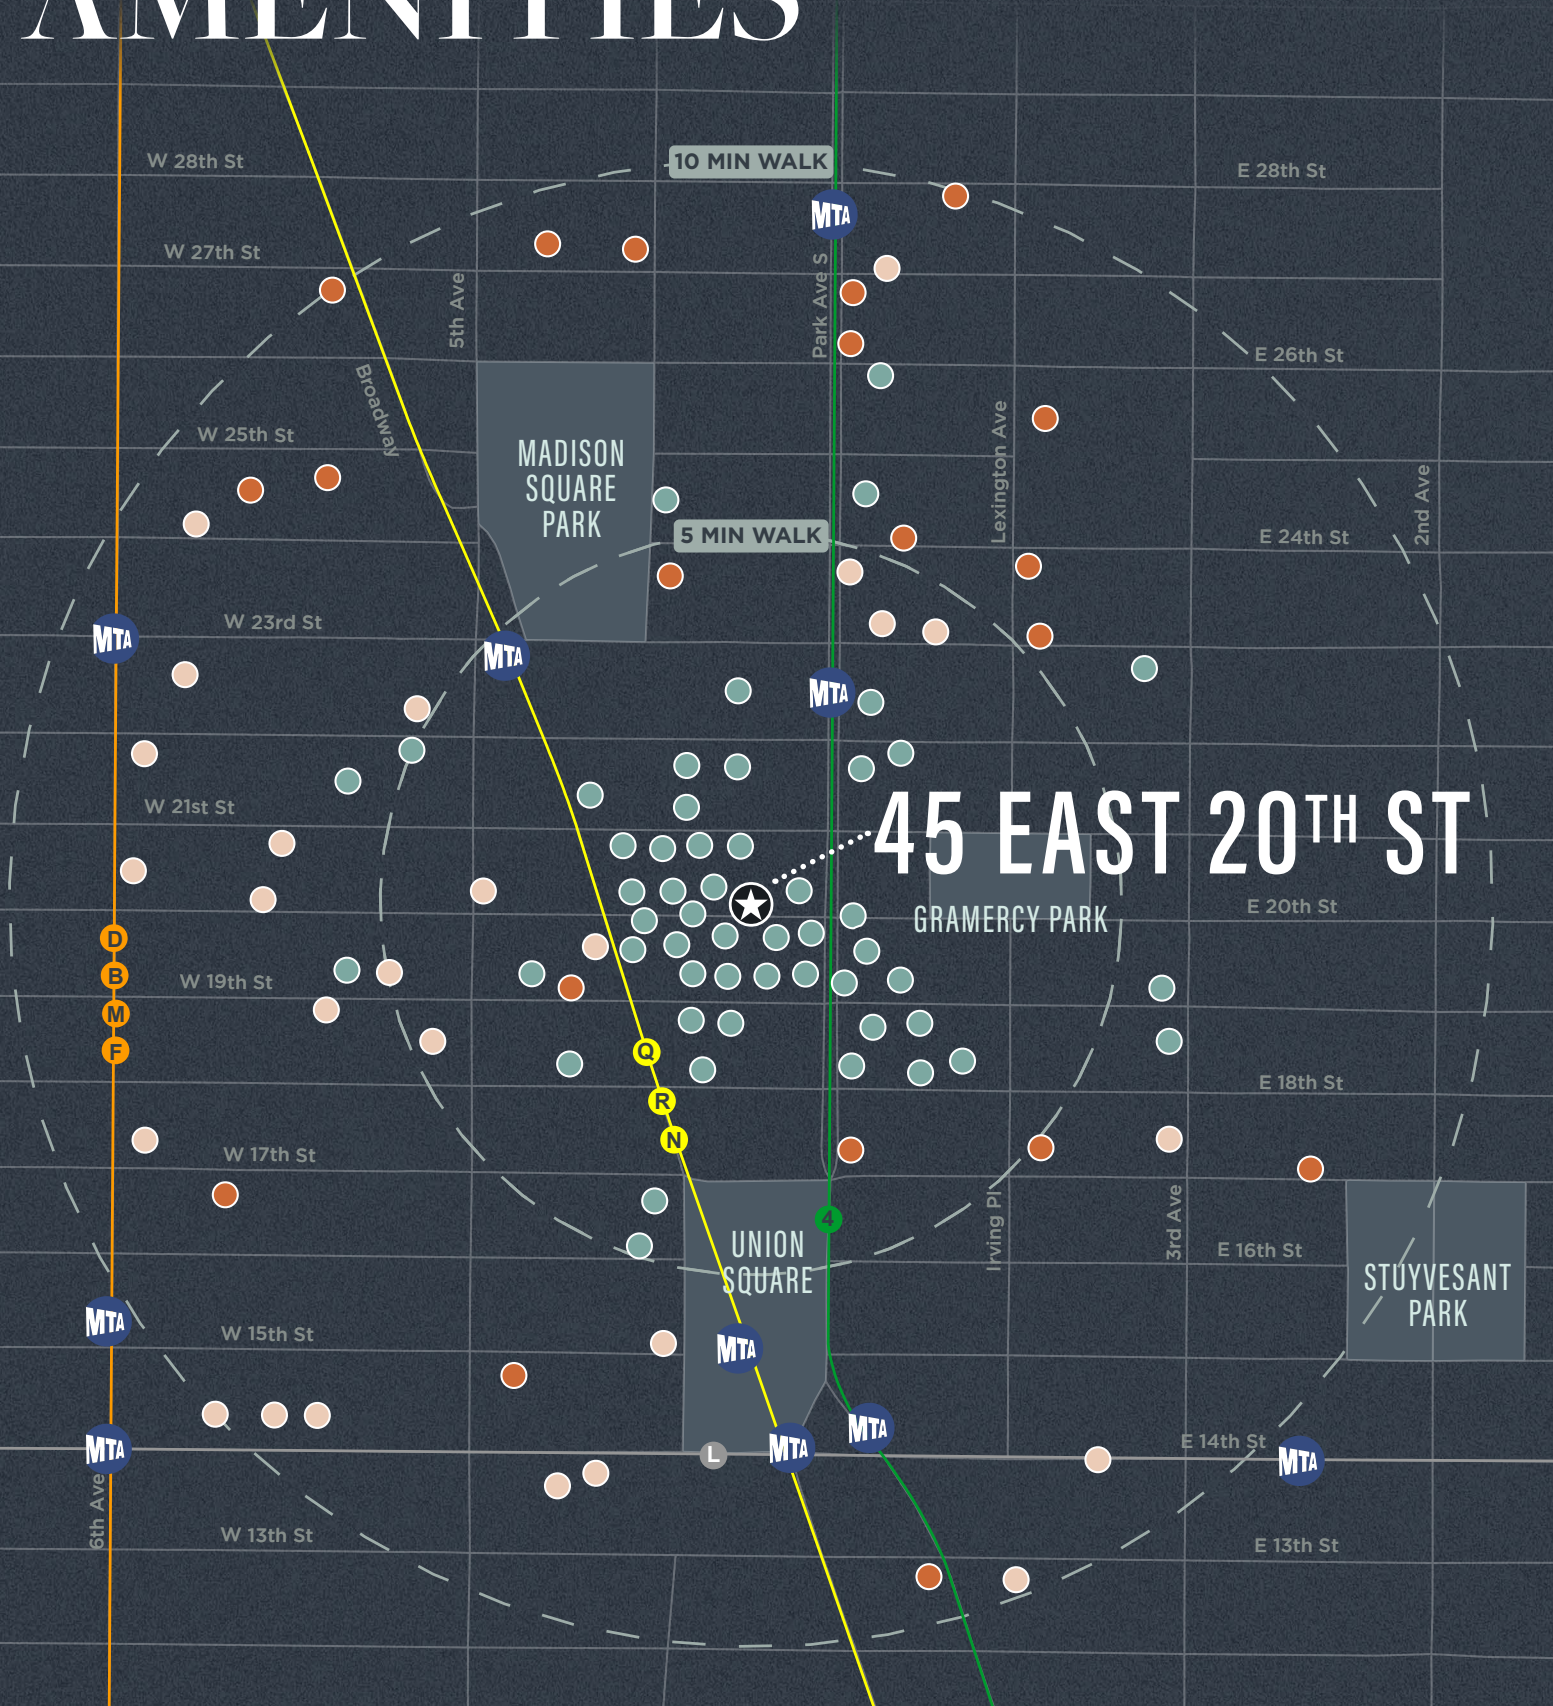 AMENITIES
W 28th St
10 MIN WALK
E 28th St
MTA
W 27th St
5th Ave
Park Ave S
E 26th St
Broadway
W 25th St
MADISON
SQUARE
PARK
Lexington Ave
2nd Ave
5 MIN WALK
E 24th St
W 23rd St
MTA
MTA
MTA
W 21st St
45 EAST 20TH ST
E 20th St
GRAMERCY PARK
D
B
M
F
W 19th St
Q
R
N
E 18th St
W 17th St
4
Irving Pl
3rd Ave
UNION
SQUARE
E 16th St
STUYVESANT
PARK
MTA
W 15th St
MTA
MTA
MTA
L
MTA
E 14th St
MTA
6th Ave
W 13th St
E 13th St